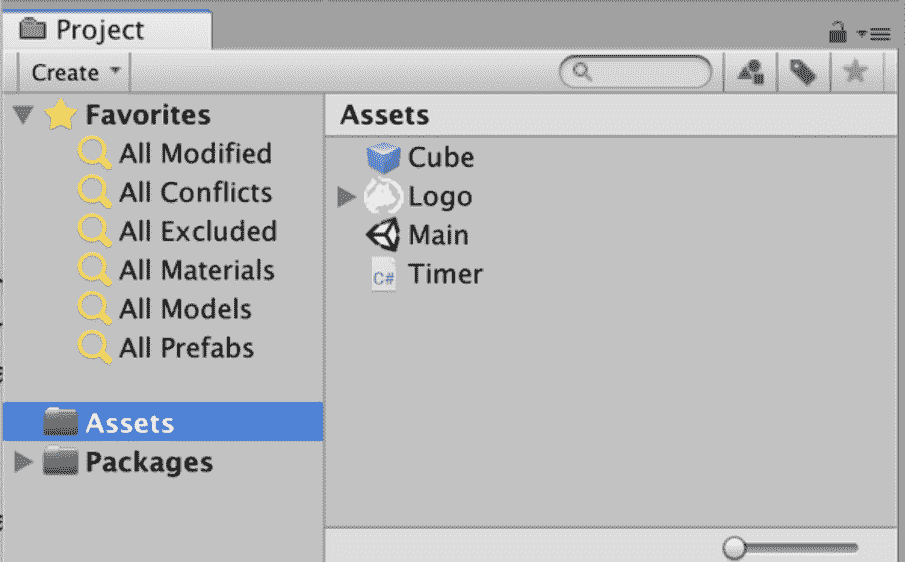 Project
Create
Favorites
All Modified
All Conflicts
All Excluded
All Materials
All Models
All Prefabs
Assets
Packages
Assets
Cube
Logo
Main
C# Timer